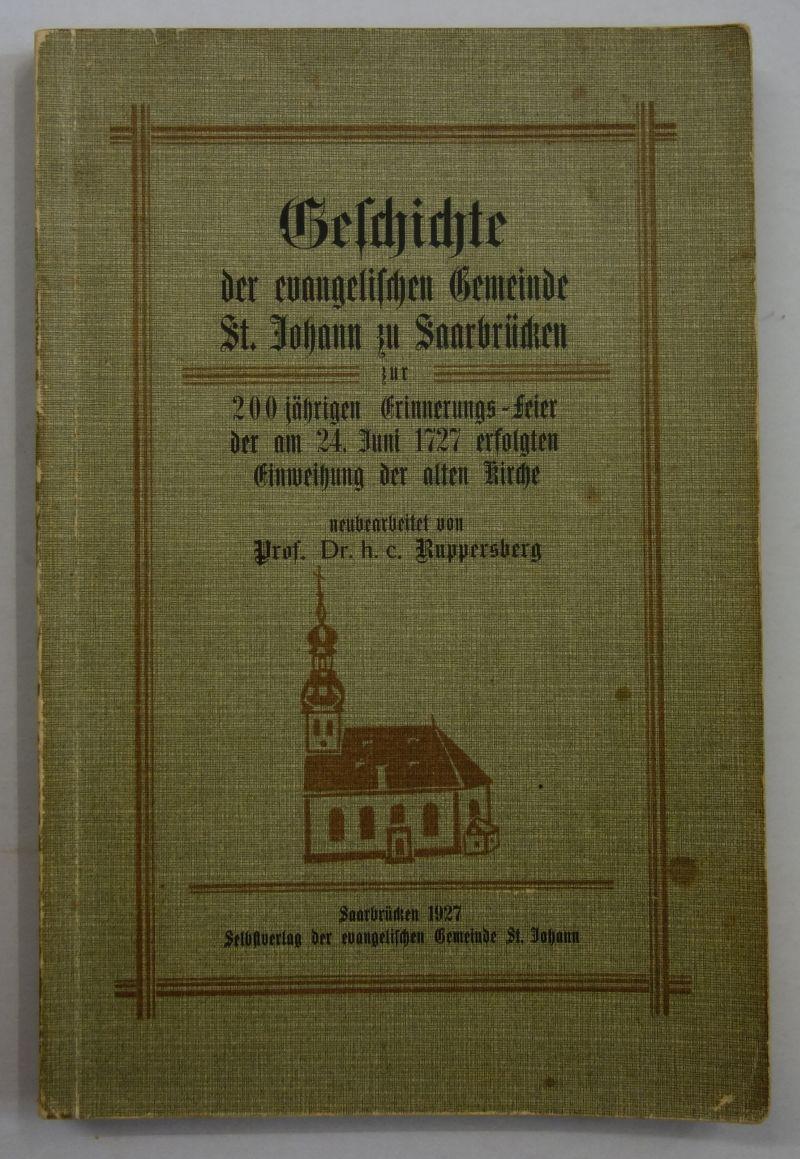 Geschichte
der evangelischen Gemeinde
St. Johann zu Saarbrücken
zur
200 jährigen Erinnerungs-Feier
der am 24. Juni 1727 erfolgten
Einweihung der alten Kirche
neubearbeitet von
Prof. Dr. h. c. Ruppersberg
Saarbrücken 1927
Selbstverlag der evangelischen Gemeinde St. Johann